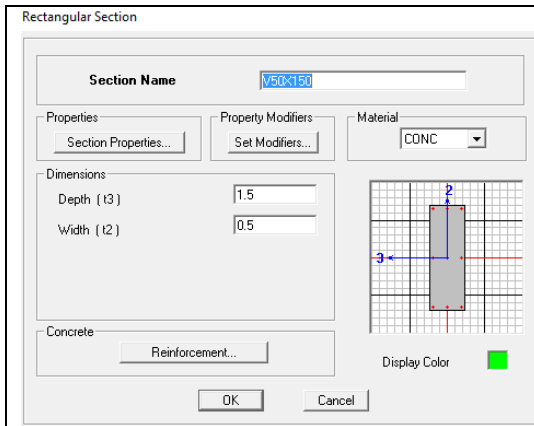 Rectangular Section
Section Name V50X150
Properties Property Modifiers Material
Section Properties... Set Modifiers... CONC
Dimensions
Depth ( t3 ) 1.5
Width ( t2 ) 0.5
2
3
Concrete
Reinforcement...
Display Color
OK Cancel